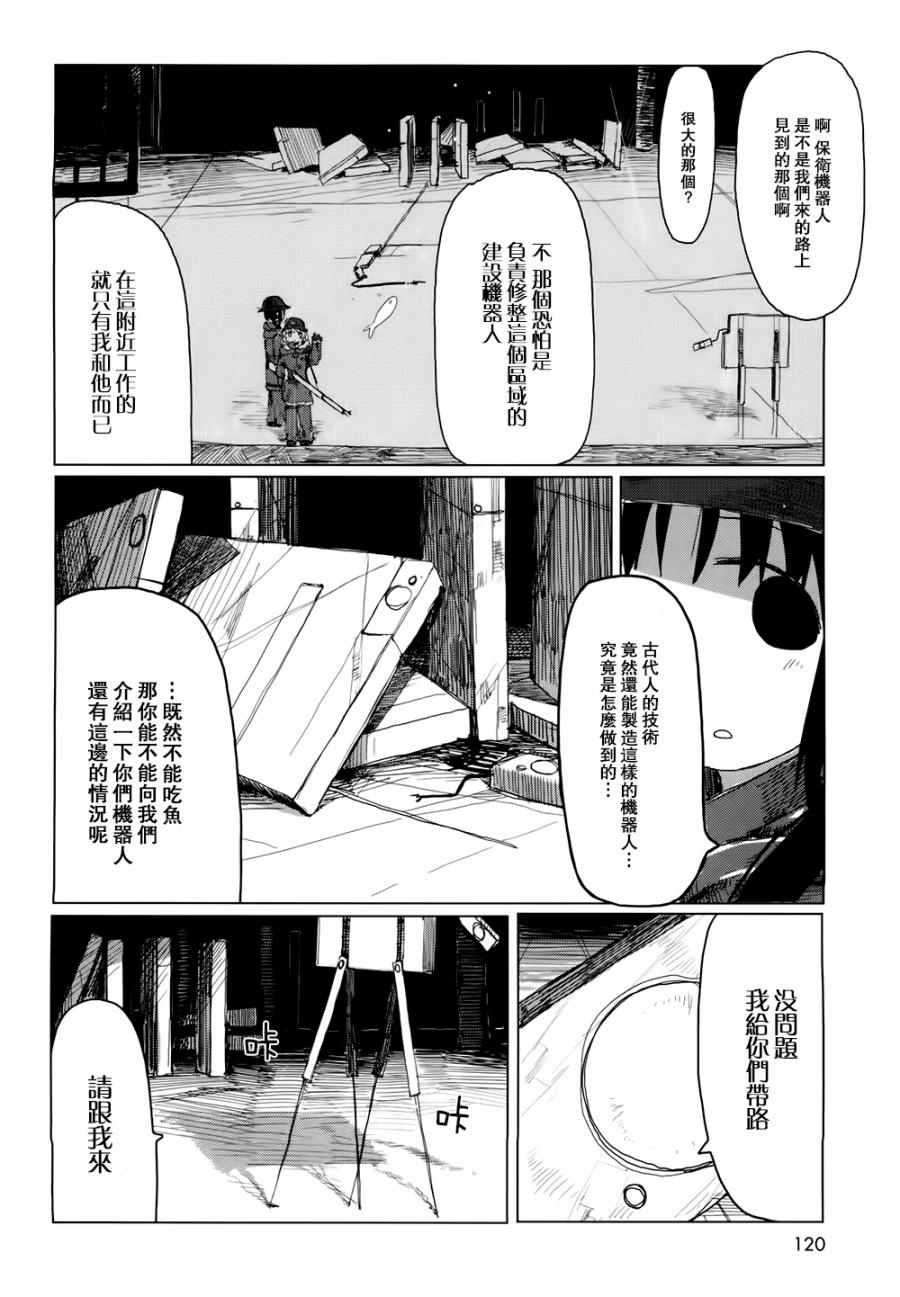 啊 保衛機器人
是不是我們來的路上
見到的那個啊
很大的那個？
不 那個恐怕是
負責修整這個區域的
建設機器人
在這附近工作的
就只有我和他而已
古代人的技術
竟然還能製造這樣的機器人…
究竟是怎麼做到的…
…既然不能吃魚
那你能不能向我們
介紹一下你們機器人
還有這邊的情況呢
沒問題
我給你們帶路
咔
咔
請跟我來
120